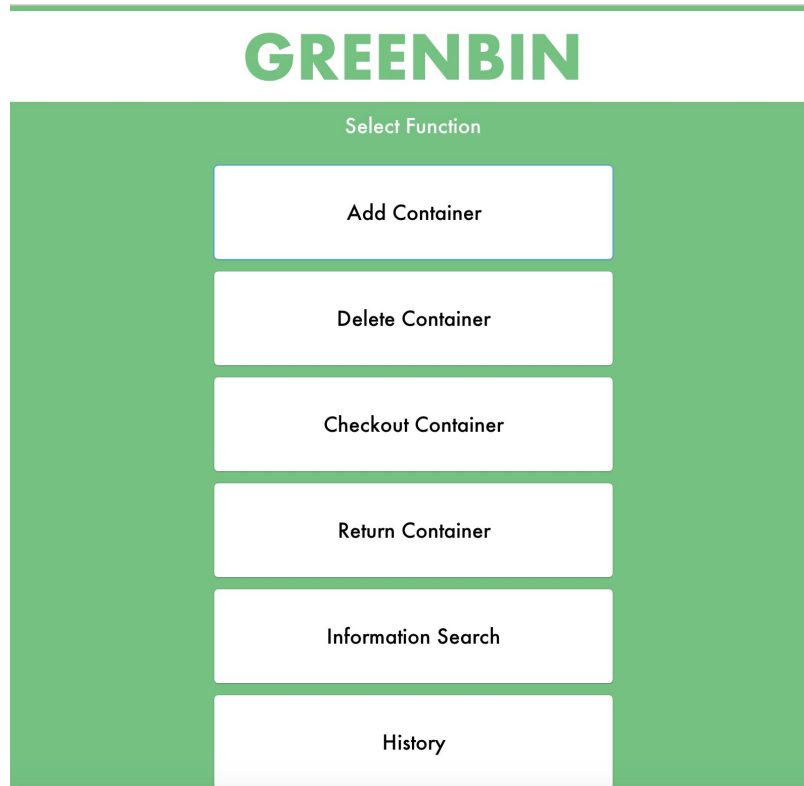 GREENBIN
Select Function
Add Container
Delete Container
Checkout Container
Return Container
Information Search
History